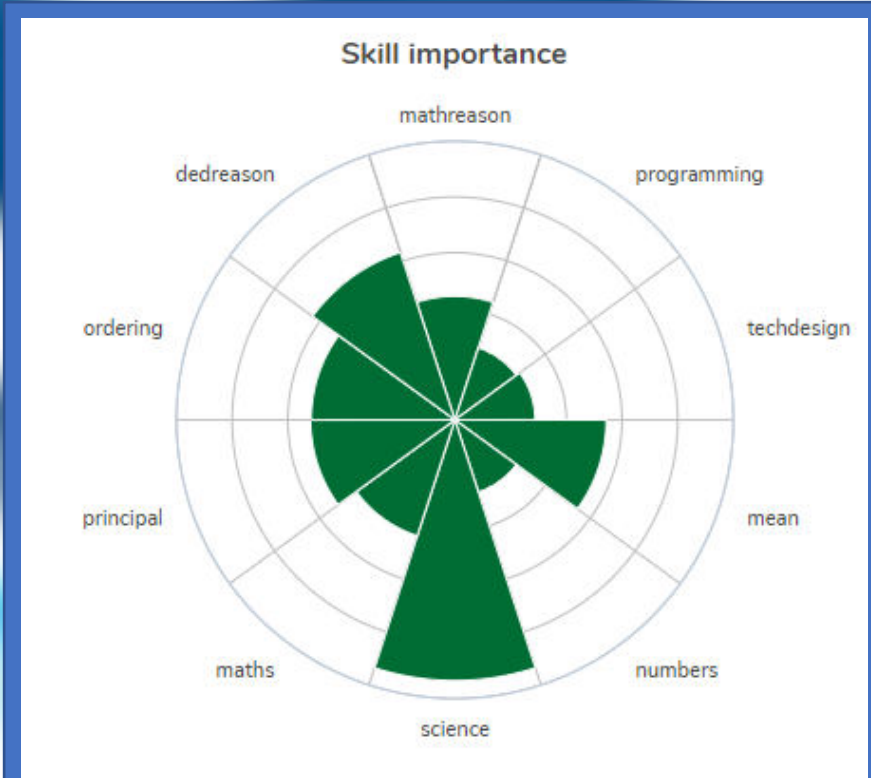 Skill importance
mathreason
dedreason
programming
ordering
techdesign
principal
mean
maths
numbers
science